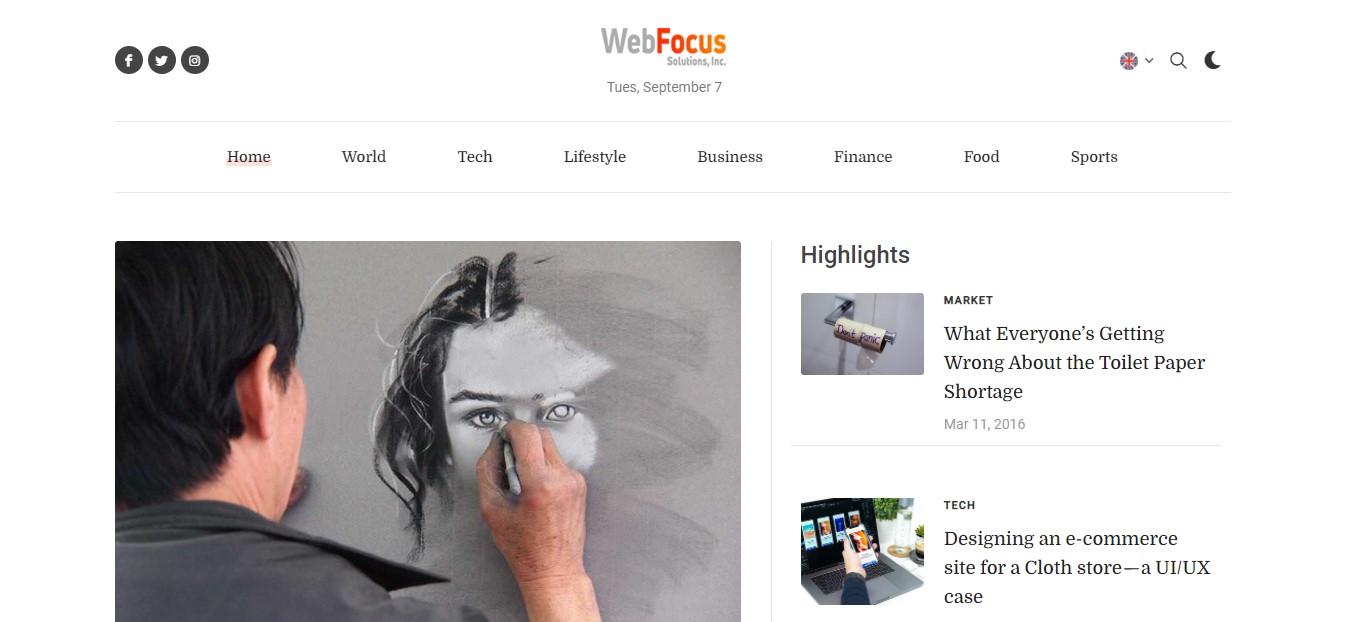 WebFocus
Solutions, Inc.
Tues, September 7
Home World Tech Lifestyle Business Finance Food Sports
Highlights
Don't Panic
MARKET
What Everyone’s Getting
Wrong About the Toilet Paper
Shortage
Mar 11, 2016
TECH
Designing an e-commerce
site for a Cloth store—a UI/UX
case